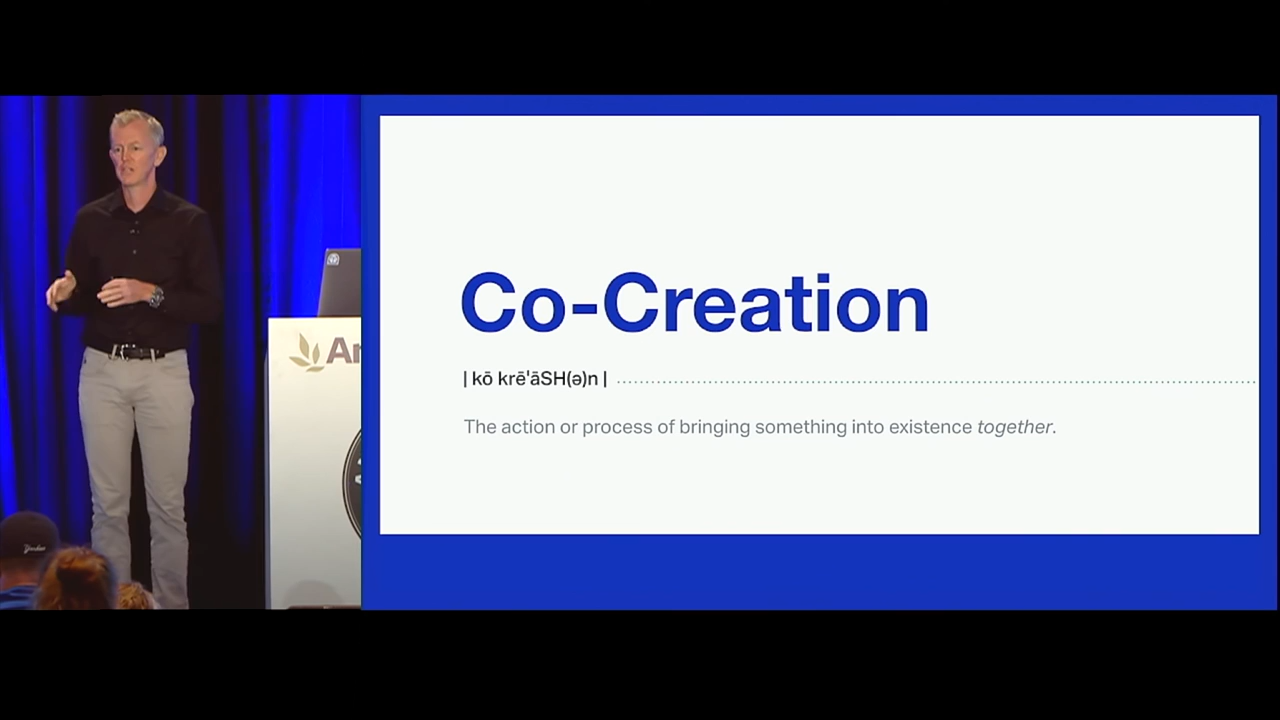 Co-Creation
| kō krē'āSH(ə)n |
The action or process of bringing something into existence together.